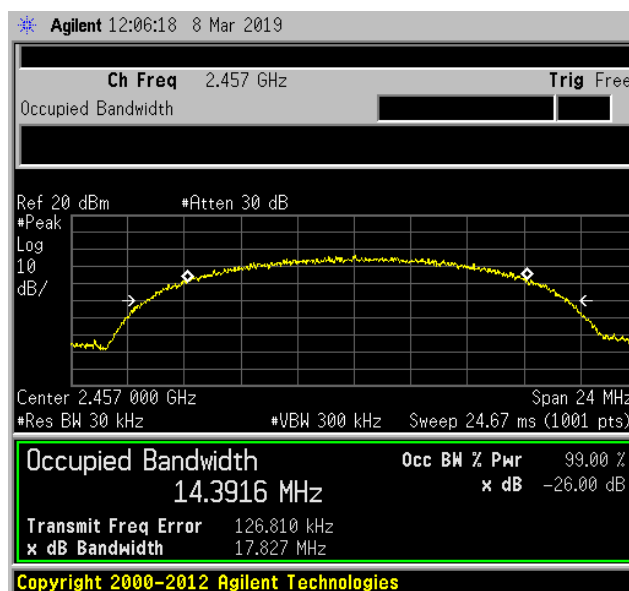 Agilent 12:06:18 8 Mar 2019
Ch Freq 2.457 GHz Trig Free
Occupied Bandwidth
Ref 20 dBm #Atten 30 dB
#Peak
Log
10
dB/
Center 2.457 000 GHz Span 24 MHz
#Res BW 30 kHz #VBW 300 kHz Sweep 24.67 ms (1001 pts)
Occupied Bandwidth Occ BW % Pwr 99.00 %
14.3916 MHz x dB -26.00 dB
Transmit Freq Error 126.810 kHz
x dB Bandwidth 17.827 MHz
Copyright 2000-2012 Agilent Technologies